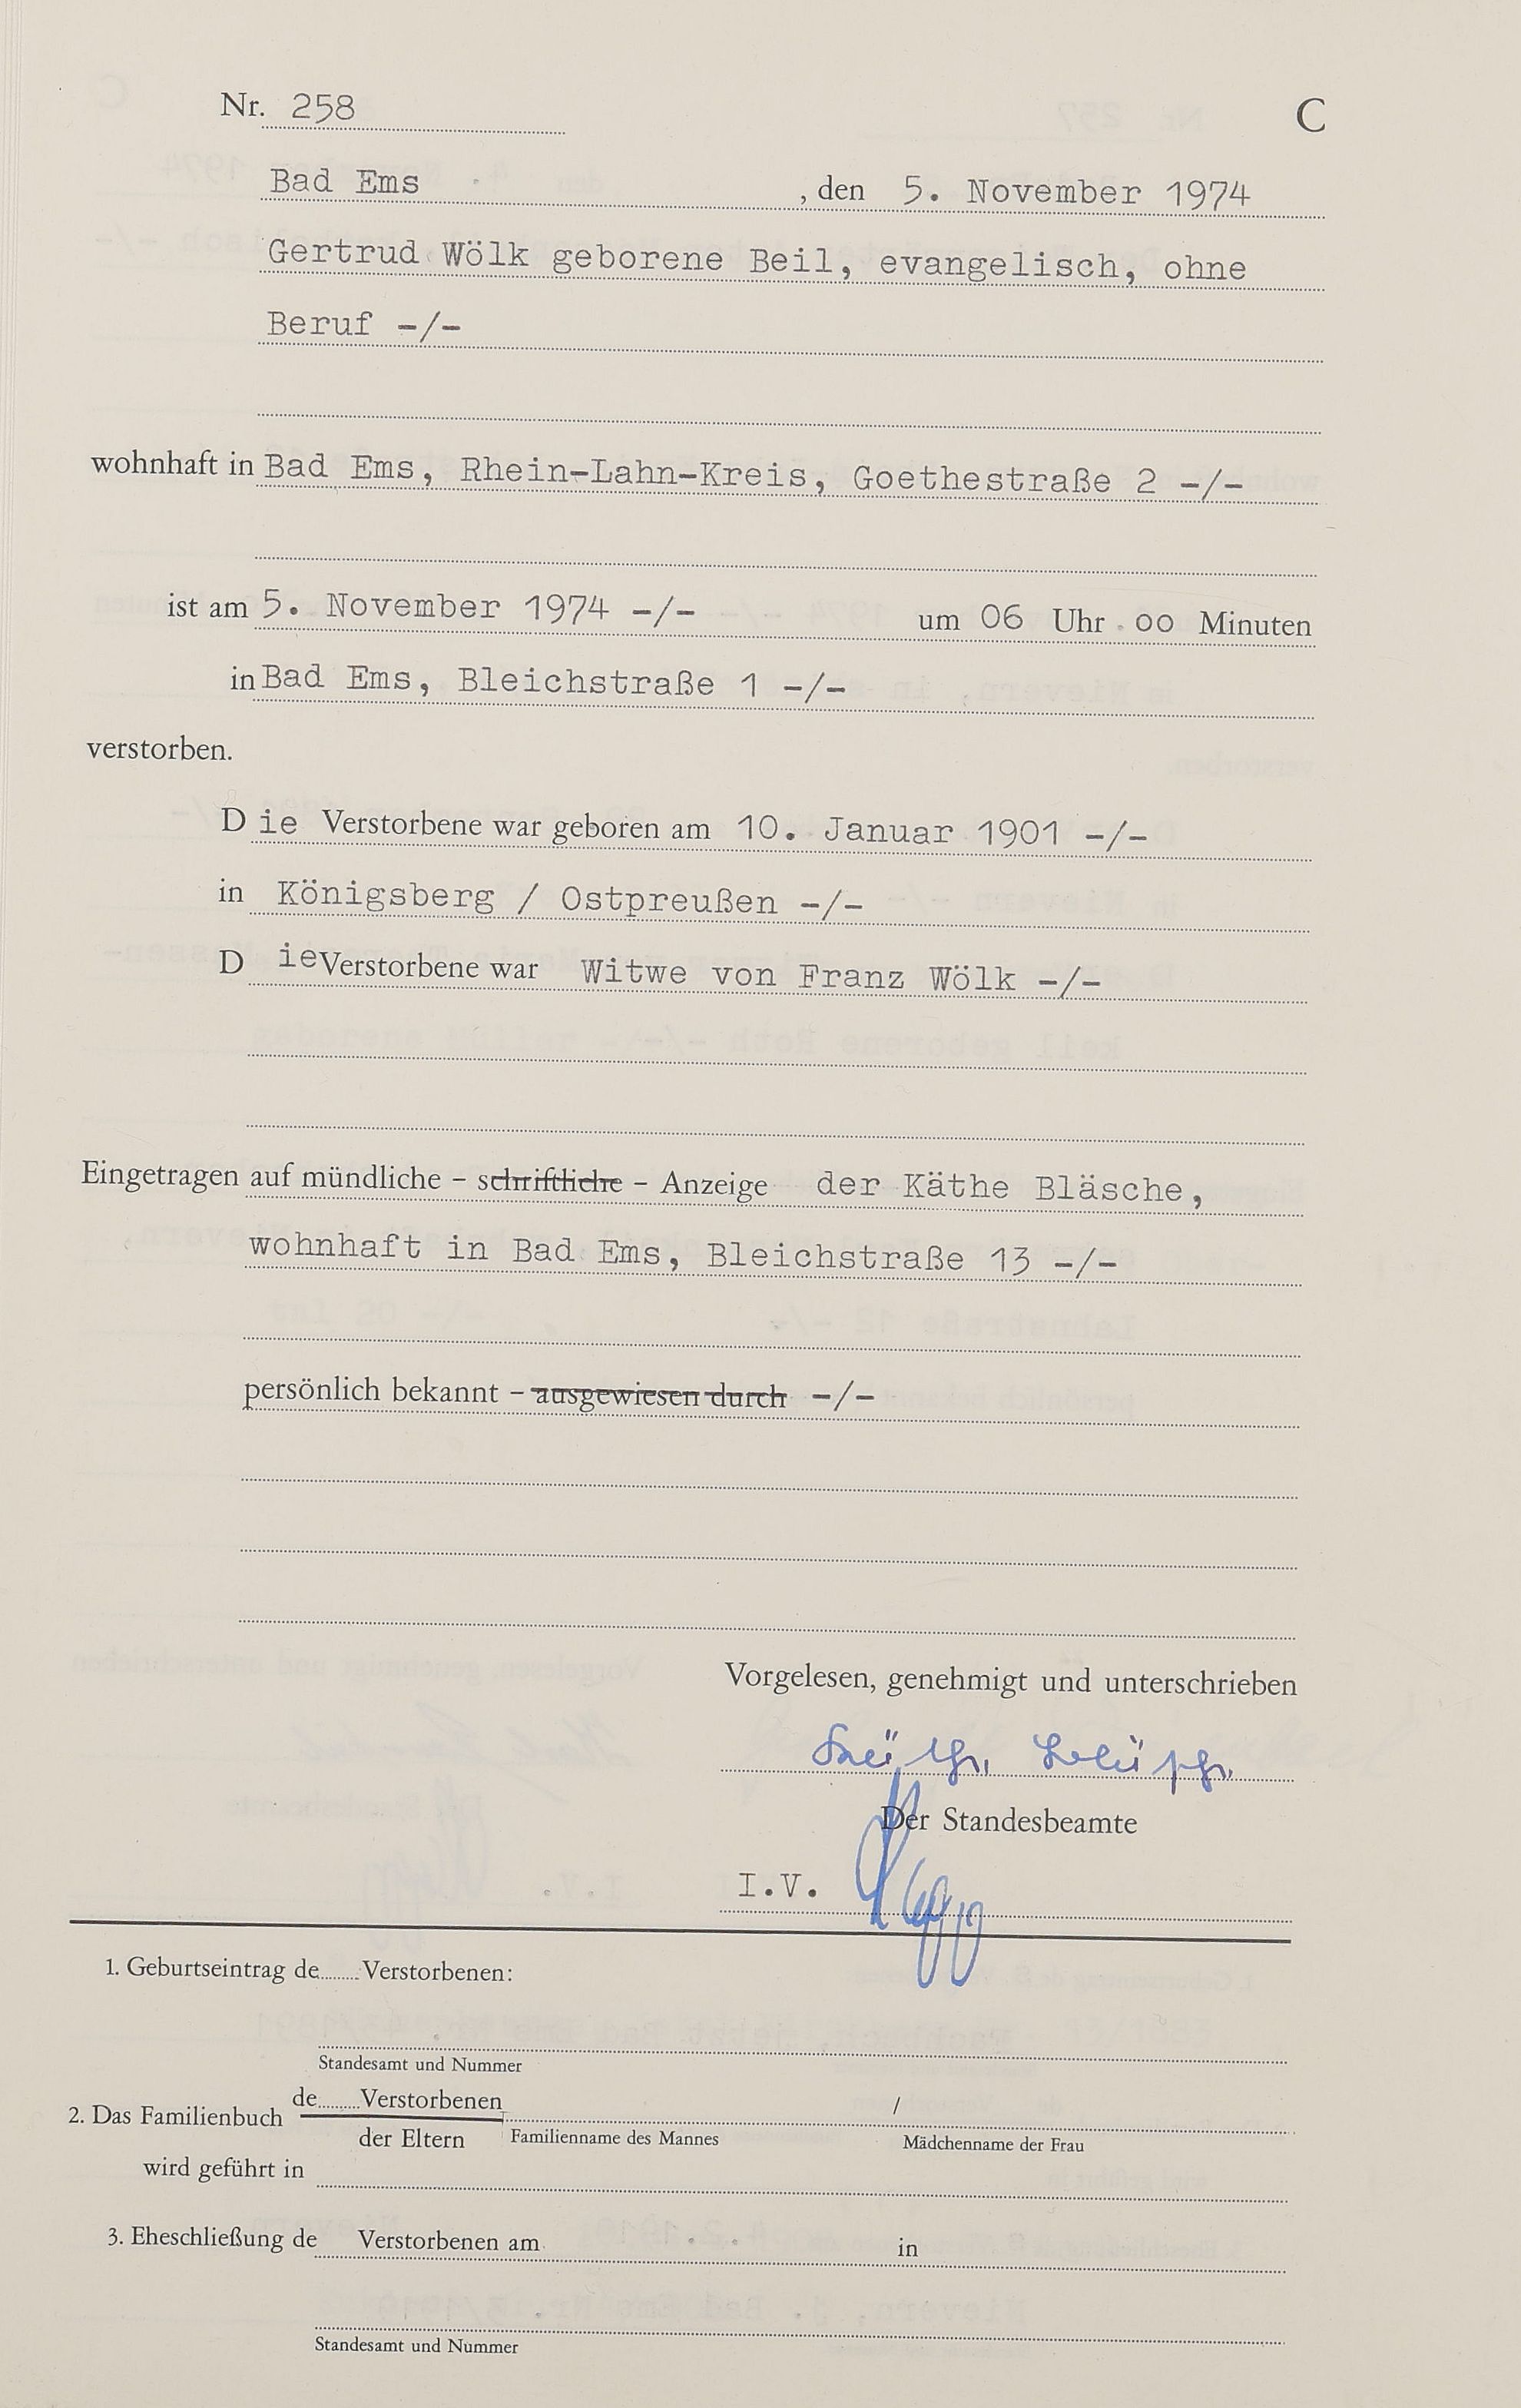 Nr. 258
C
Bad Ems , den 5. November 1974
Gertrud Wölk geborene Beil, evangelisch, ohne
Beruf -/-
wohnhaft in Bad Ems, Rhein-Lahn-Kreis, Goethestraße 2 -/-
ist am 5. November 1974 -/- um 06 Uhr 00 Minuten
in Bad Ems, Bleichstraße 1 -/-
verstorben.
D ie Verstorbene war geboren am 10. Januar 1901 -/-
in Königsberg / Ostpreußen -/-
D ie Verstorbene war Witwe von Franz Wölk -/-
Eingetragen auf mündliche - schriftliche - Anzeige der Käthe Bläsche,
wohnhaft in Bad Ems, Bleichstraße 13 -/-
persönlich bekannt - ausgewiesen durch -/-
Vorgelesen, genehmigt und unterschrieben
Käthe Bläsche
Der Standesbeamte
I.V.
1. Geburtseintrag de........Verstorbenen:
Standesamt und Nummer
2. Das Familienbuch de........Verstorbenen /
der Eltern Familienname des Mannes Mädchenname der Frau
wird geführt in
3. Eheschließung de Verstorbenen am in
Standesamt und Nummer